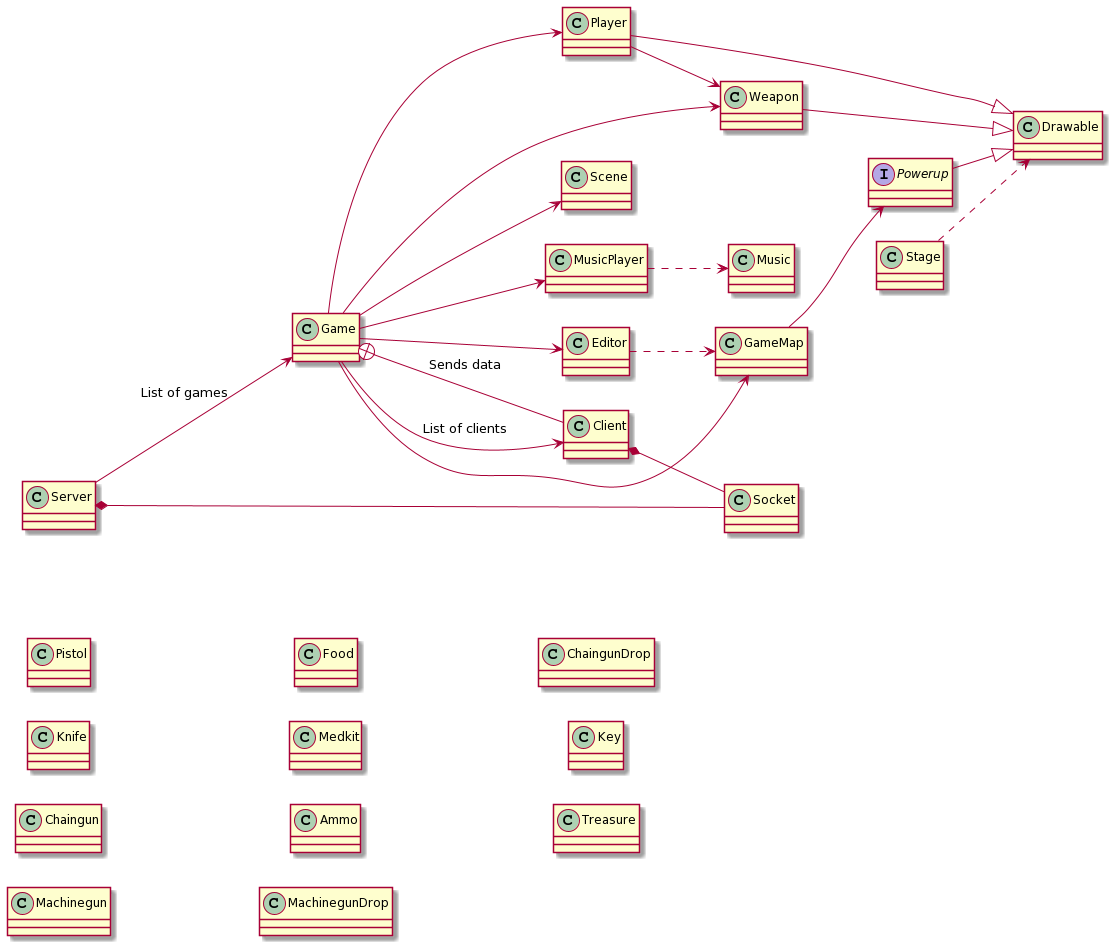 C Player
C Weapon
C Drawable
C Scene
I Powerup
C MusicPlayer
C Music
C Stage
C Game
C Editor
C GameMap
Sends data
List of games
C Client
List of clients
C Server
C Socket
C Pistol
C Food
C ChaingunDrop
C Knife
C Medkit
C Key
C Chaingun
C Ammo
C Treasure
C Machinegun
C MachinegunDrop